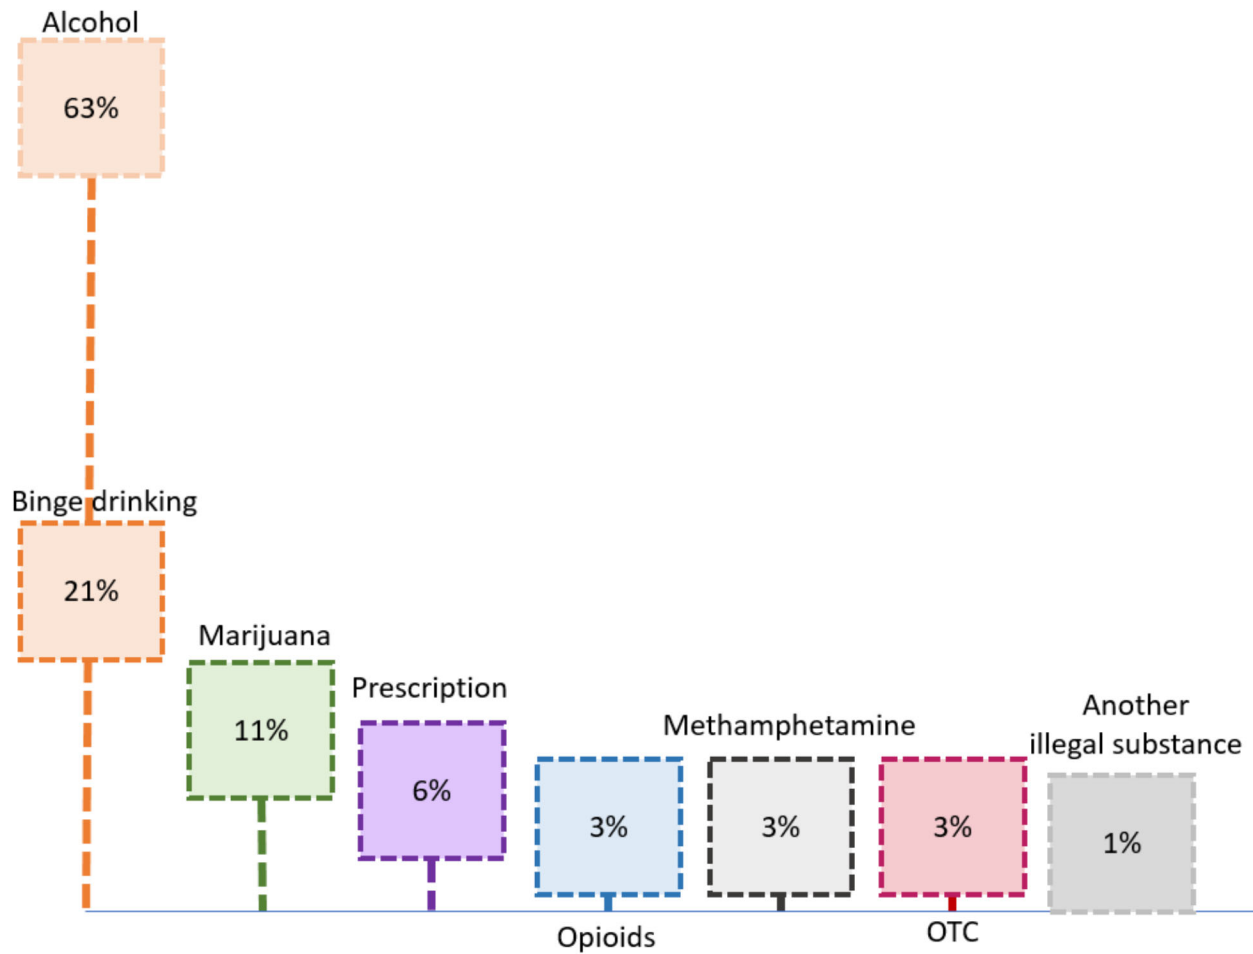 Alcohol
63%
Binge drinking
21%
Marijuana
11%
Prescription
6%
Opioids
3%
Methamphetamine
3%
OTC
3%
Another
illegal substance
1%